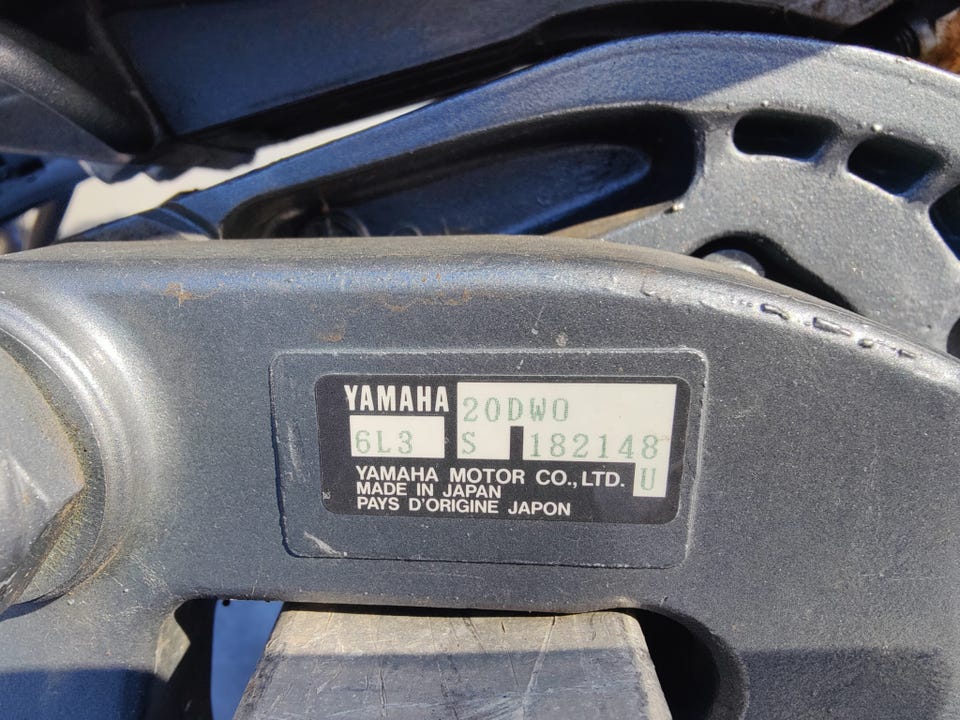 YAMAHA 20DWO
6L3 S 182148
U
YAMAHA MOTOR CO.,LTD.
MADE IN JAPAN
PAYS D'ORIGINE JAPON